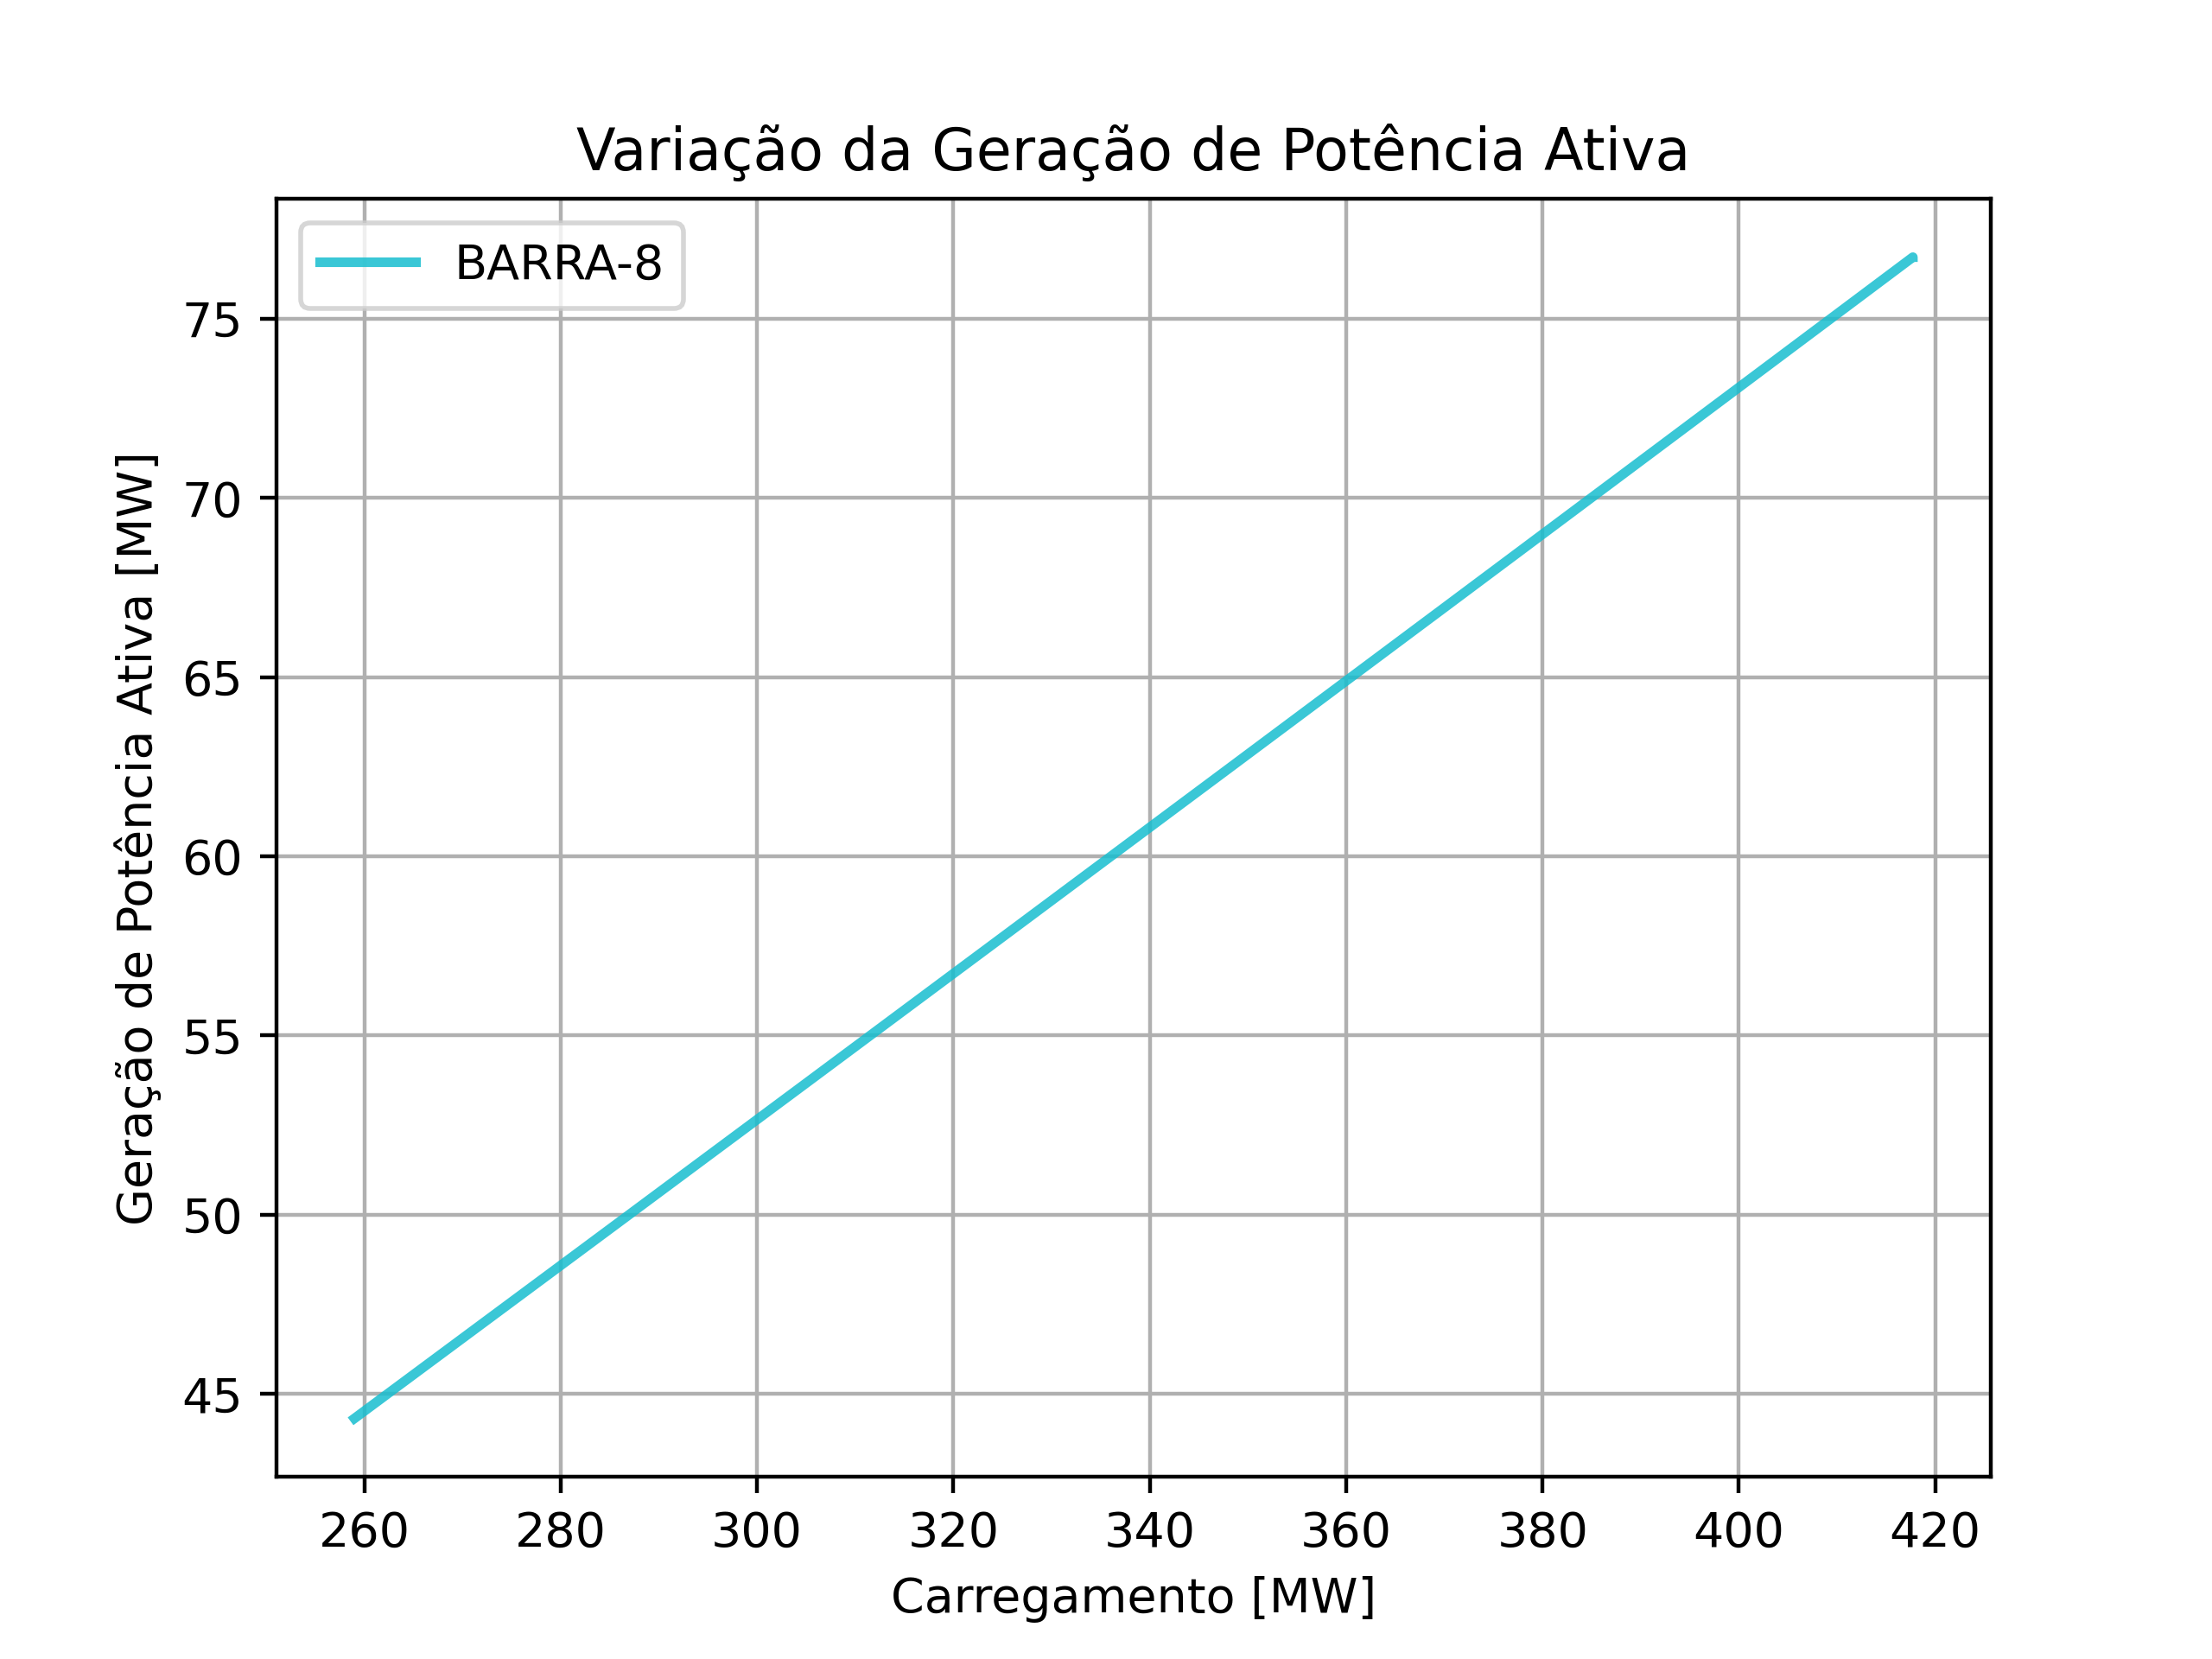 Variação da Geração de Potência Ativa
BARRA-8
Geração de Potência Ativa [MW]
75
70
65
60
55
50
45
260 280 300 320 340 360 380 400 420
Carregamento [MW]